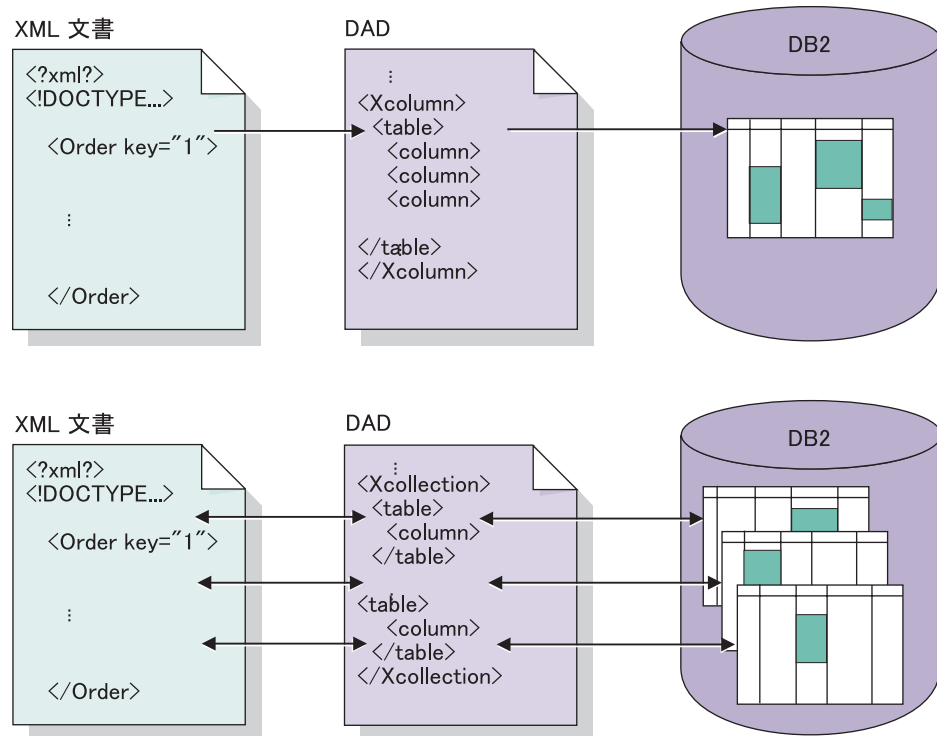 XML 文書
<?xml?>
<!DOCTYPE...>
<Order key="1">
⋮
</Order>
DAD
⋮
<Xcolumn>
<table>
<column>
<column>
<column>
⋮
</table>
</Xcolumn>
DB2
XML 文書
<?xml?>
<!DOCTYPE...>
<Order key="1">
⋮
</Order>
DAD
⋮
<Xcollection>
<table>
<column>
</table>
⋮
<table>
<column>
</table>
</Xcollection>
DB2